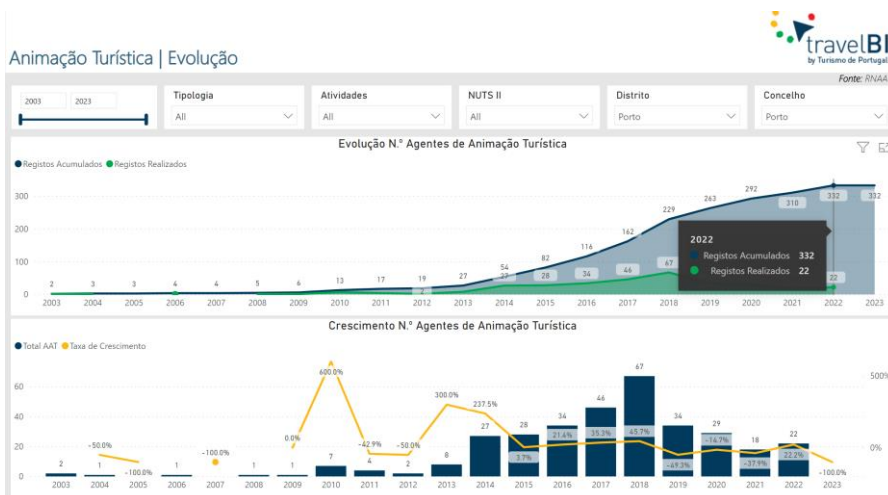 travelBI
by Turismo de Portugal
Animação Turística | Evolução
Fonte: RNAAT
2003 2023
Tipologia
All
Atividades
All
NUTS II
All
Distrito
Porto
Concelho
Porto
Evolução N.º Agentes de Animação Turística
Registos Acumulados Registos Realizados
300
200
100
0
2 3 3 4 4 5 6 13 17 19 27 54 82 116 162 229 263 292 310 332 332
2 27 28 34 46 67 22
2022
Registos Acumulados 332
Registos Realizados 22
2003 2004 2005 2006 2007 2008 2009 2010 2011 2012 2013 2014 2015 2016 2017 2018 2019 2020 2021 2022 2023
Crescimento N.º Agentes de Animação Turística
Total AAT Taxa de Crescimento
60
40
20
0
500%
0%
2 1 1 1 1 7 4 2 8 27 28 34 46 67 34 29 18 22
-50.0% -100.0% -100.0% 0.0% 600.0% -42.9% -50.0% 300.0% 237.5% 3.7% 21.4% 35.3% 45.7% -49.3% -14.7% -37.9% 22.2% -100.0%
2003 2004 2005 2006 2007 2008 2009 2010 2011 2012 2013 2014 2015 2016 2017 2018 2019 2020 2021 2022 2023